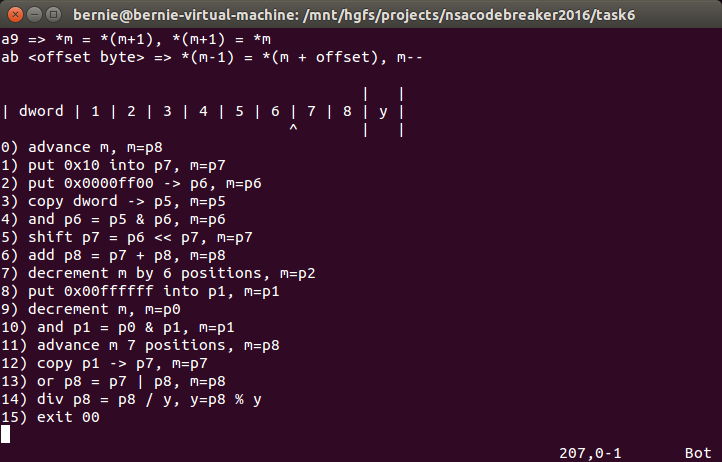 bernie@bernie-virtual-machine: /mnt/hgfs/projects/nsacodebreaker2016/task6
a9 => *m = *(m+1), *(m+1) = *m
ab <offset byte> => *(m-1) = *(m + offset), m--
|   |
| dword | 1 | 2 | 3 | 4 | 5 | 6 | 7 | 8 | y |
^       |   |
0) advance m, m=p8
1) put 0x10 into p7, m=p7
2) put 0x0000ff00 -> p6, m=p6
3) copy dword -> p5, m=p5
4) and p6 = p5 & p6, m=p6
5) shift p7 = p6 << p7, m=p7
6) add p8 = p7 + p8, m=p8
7) decrement m by 6 positions, m=p2
8) put 0x00ffffff into p1, m=p1
9) decrement m, m=p0
10) and p1 = p0 & p1, m=p1
11) advance m 7 positions, m=p8
12) copy p1 -> p7, m=p7
13) or p8 = p7 | p8, m=p8
14) div p8 = p8 / y, y=p8 % y
15) exit 00
207,0-1       Bot